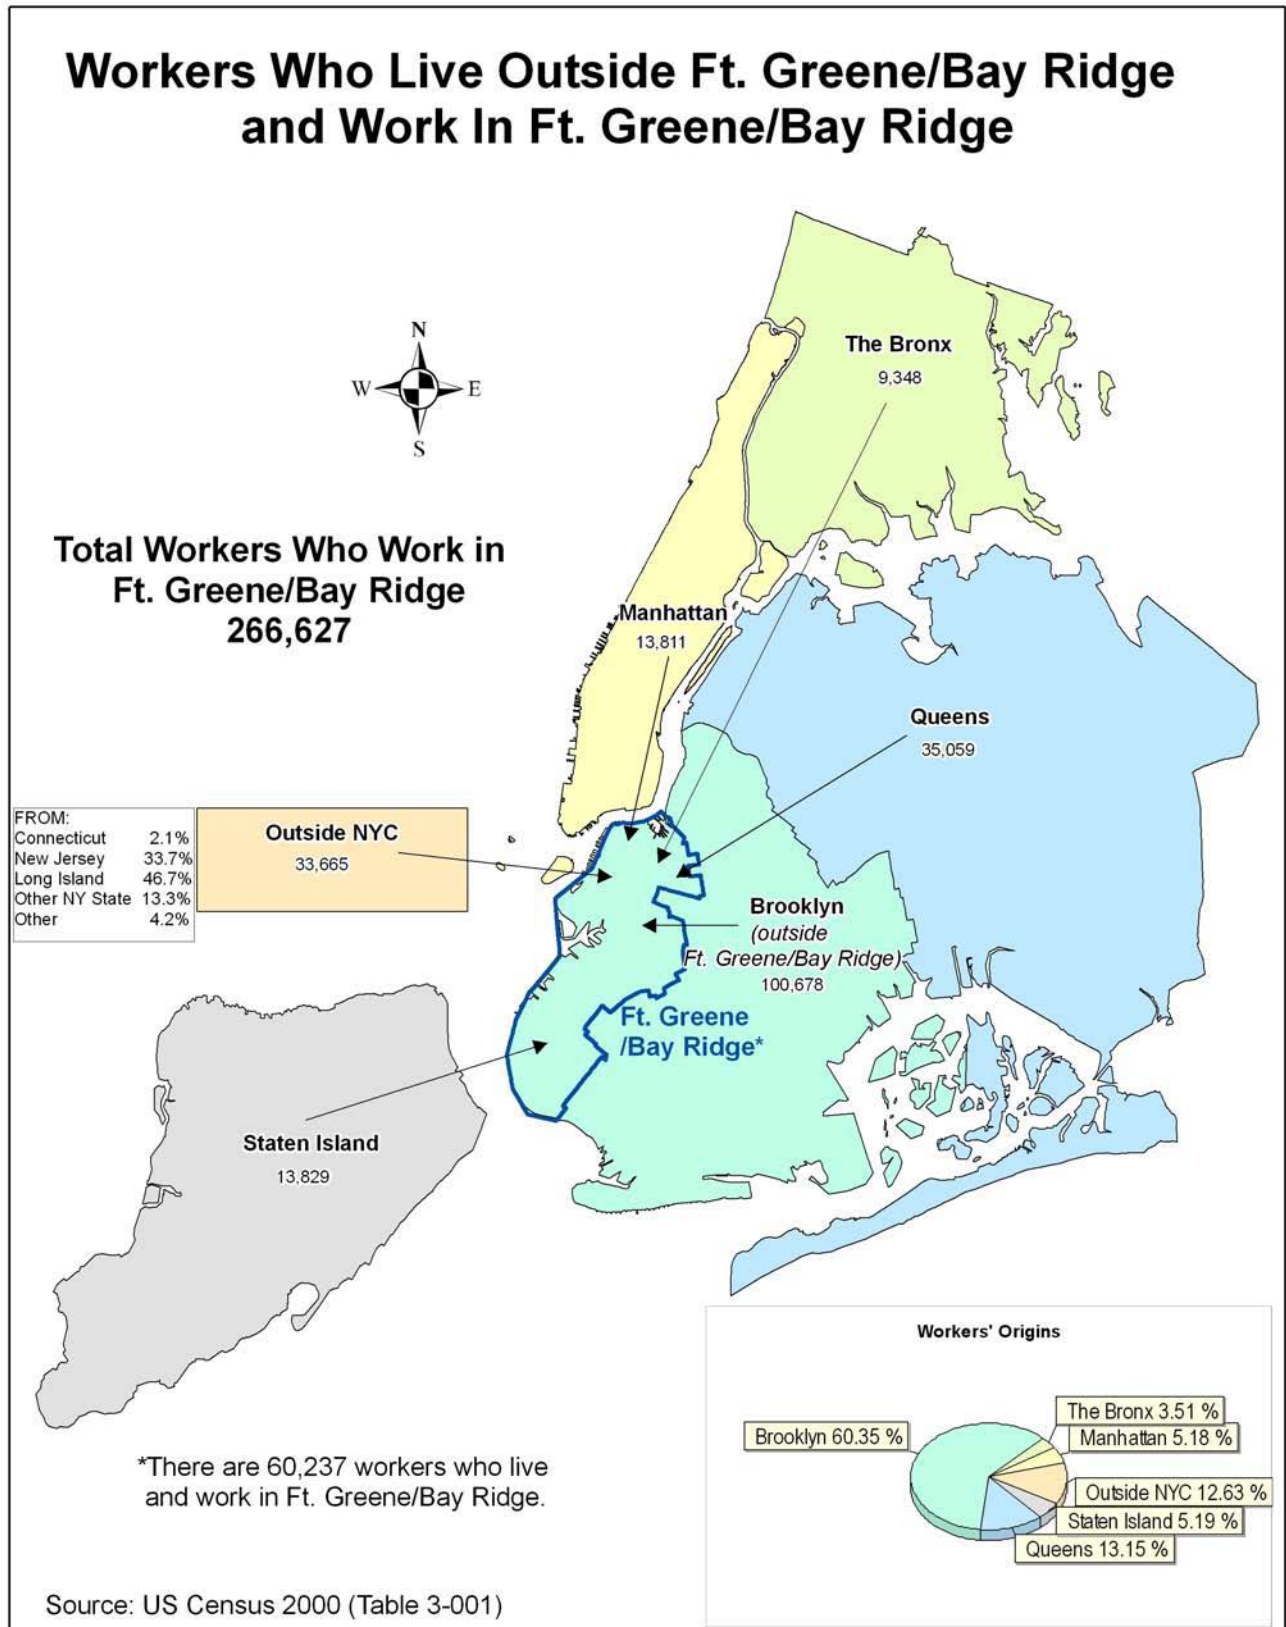 Workers Who Live Outside Ft. Greene/Bay Ridge
and Work In Ft. Greene/Bay Ridge
N
W
E
S
The Bronx
9,348
Total Workers Who Work in
Ft. Greene/Bay Ridge
266,627
Manhattan
13,811
Queens
35,059
FROM:
Connecticut 2.1%
New Jersey 33.7%
Long Island 46.7%
Other NY State 13.3%
Other 4.2%
Outside NYC
33,665
Brooklyn
(outside
Ft. Greene/Bay Ridge)
100,678
Ft. Greene
/Bay Ridge*
Staten Island
13,829
Workers' Origins
The Bronx 3.51 %
Brooklyn 60.35 %
Manhattan 5.18 %
Outside NYC 12.63 %
Staten Island 5.19 %
Queens 13.15 %
*There are 60,237 workers who live
and work in Ft. Greene/Bay Ridge.
Source: US Census 2000 (Table 3-001)